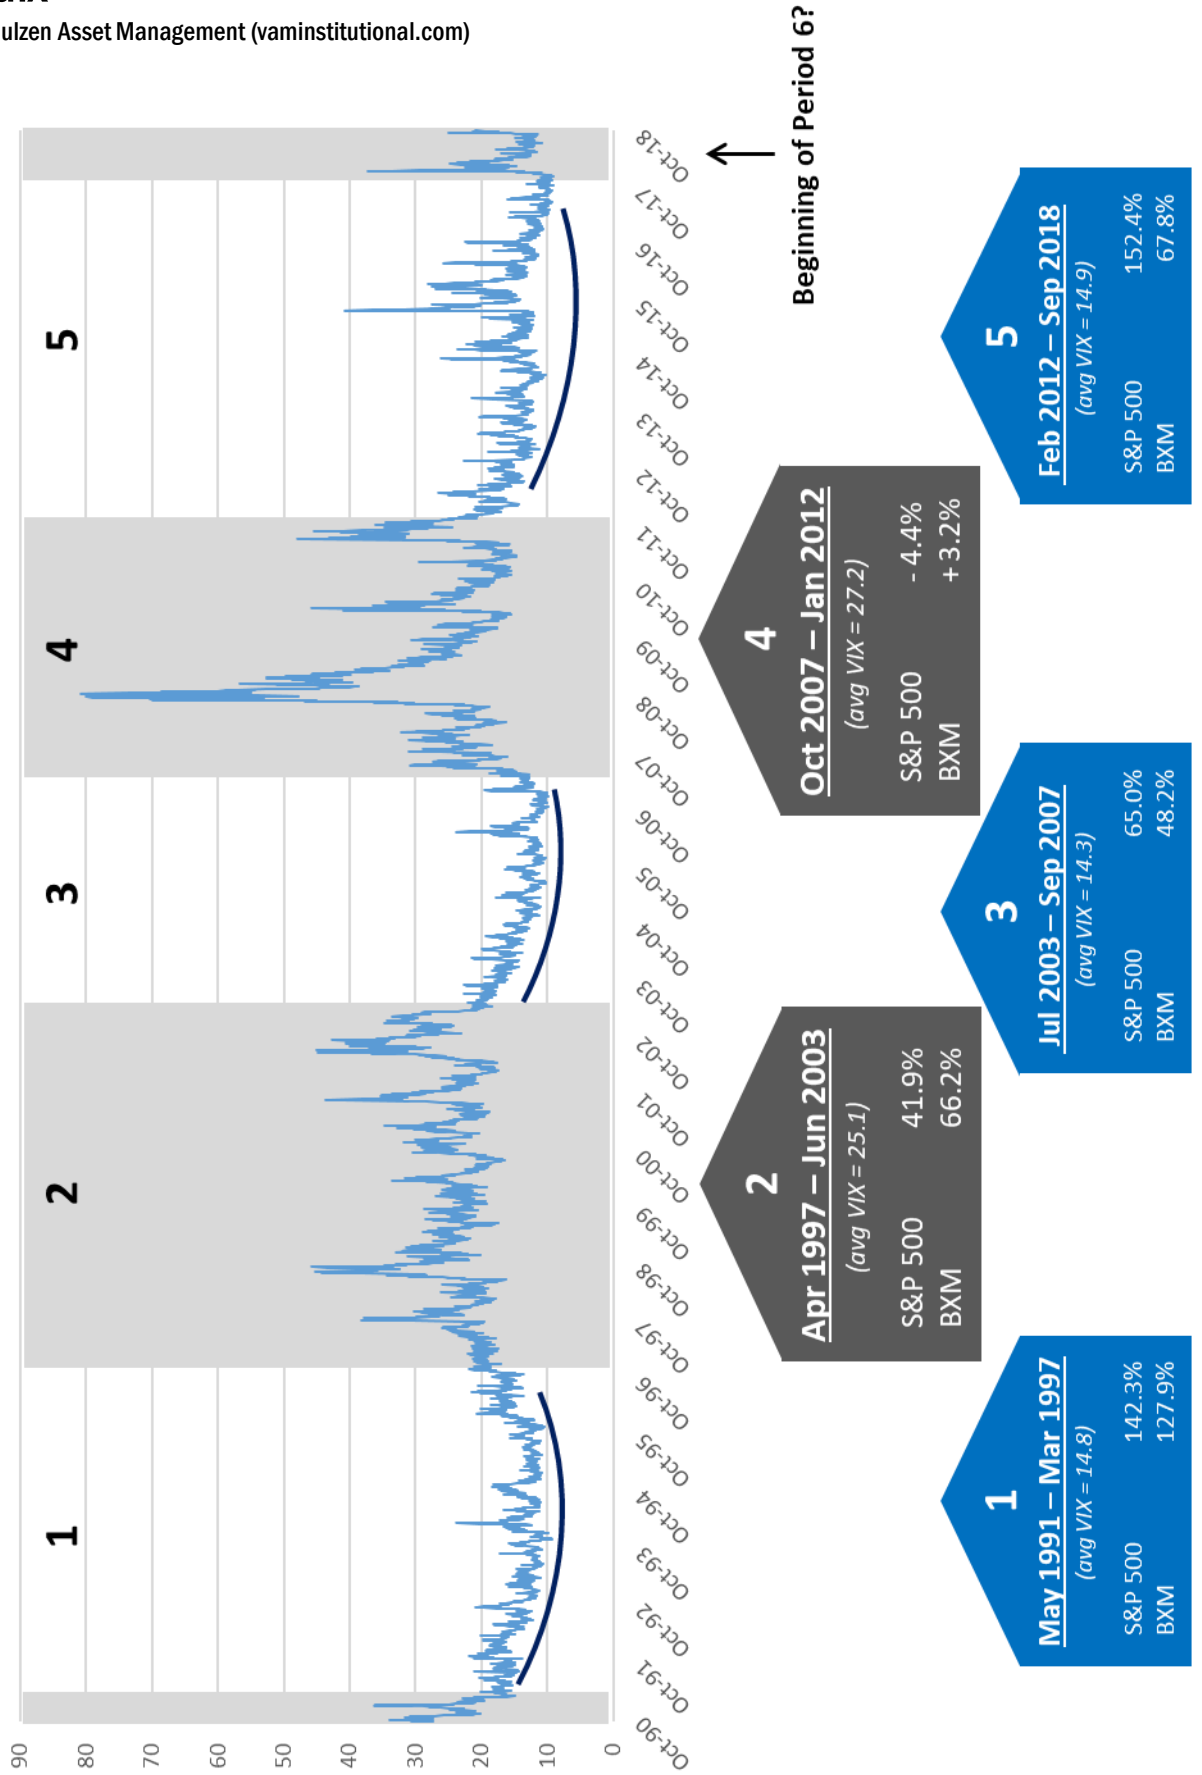 ulzen Asset Management (vaminstitutional.com)
1
2
3
4
5
90
80
70
60
50
40
30
20
10
0
Oct-90
Oct-91
Oct-92
Oct-93
Oct-94
Oct-95
Oct-96
Oct-97
Oct-98
Oct-99
Oct-00
Oct-01
Oct-02
Oct-03
Oct-04
Oct-05
Oct-06
Oct-07
Oct-08
Oct-09
Oct-10
Oct-11
Oct-12
Oct-13
Oct-14
Oct-15
Oct-16
Oct-17
Oct-18
Beginning of Period 6?
1
May 1991 – Mar 1997
(avg VIX = 14.8)
S&P 500 142.3%
BXM 127.9%
2
Apr 1997 – Jun 2003
(avg VIX = 25.1)
S&P 500 41.9%
BXM 66.2%
3
Jul 2003 – Sep 2007
(avg VIX = 14.3)
S&P 500 65.0%
BXM 48.2%
4
Oct 2007 – Jan 2012
(avg VIX = 27.2)
S&P 500 - 4.4%
BXM + 3.2%
5
Feb 2012 – Sep 2018
(avg VIX = 14.9)
S&P 500 152.4%
BXM 67.8%